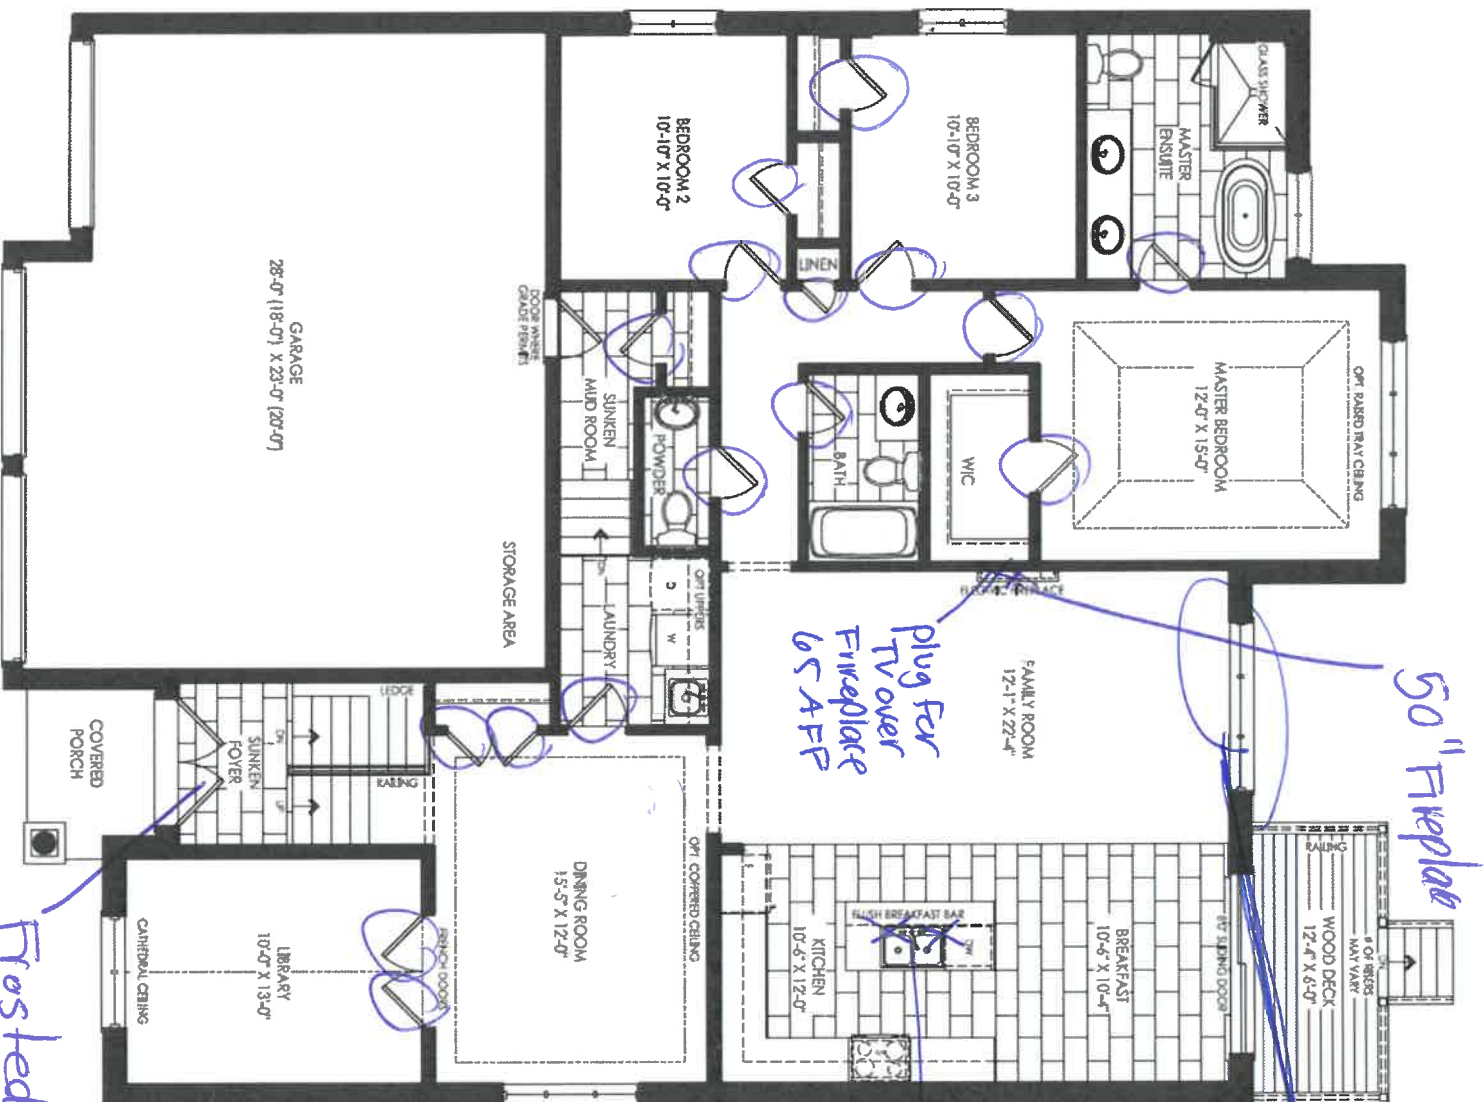 GLASS SHOWER
MASTER
ENSUITE
BEDROOM 3
10'-10" X 10'-0"
BEDROOM 2
10'-10" X 10'-0"
LINEN
OPT RAISED TRAY CEILING
MASTER BEDROOM
12'-0" X 15'-0"
WIC
BATH
DOOR WHERE
GRADE PERMITS
SUNKEN
MUD ROOM
POWDER
GARAGE
28'-0" (18'-0") X 23'-0" (20'-0")
STORAGE AREA
DN
LAUNDRY
OPT UPPERS
D
W
ELECTRIC FIREPLACE
FAMILY ROOM
12'-1" X 22'-4"
Plug For
TV over
Fireplace
65 AFF
50" Fireplace
RAILING
WOOD DECK
12'-4" X 6'-0"
# OF RISERS
MAY VARY
DN
8'0" SLIDING DOOR
BREAKFAST
10'-6" X 10'-4"
FLUSH BREAKFAST BAR
DW
KITCHEN
10'-6" X 12'-0"
OPT COFFERED CEILING
DINING ROOM
15'-5" X 12'-0"
LEDGE
DN
UP
RAILING
SUNKEN
FOYER
COVERED
PORCH
FRENCH DOORS
LIBRARY
10'-0" X 13'-0"
CATHEDRAL CEILING
Frosted